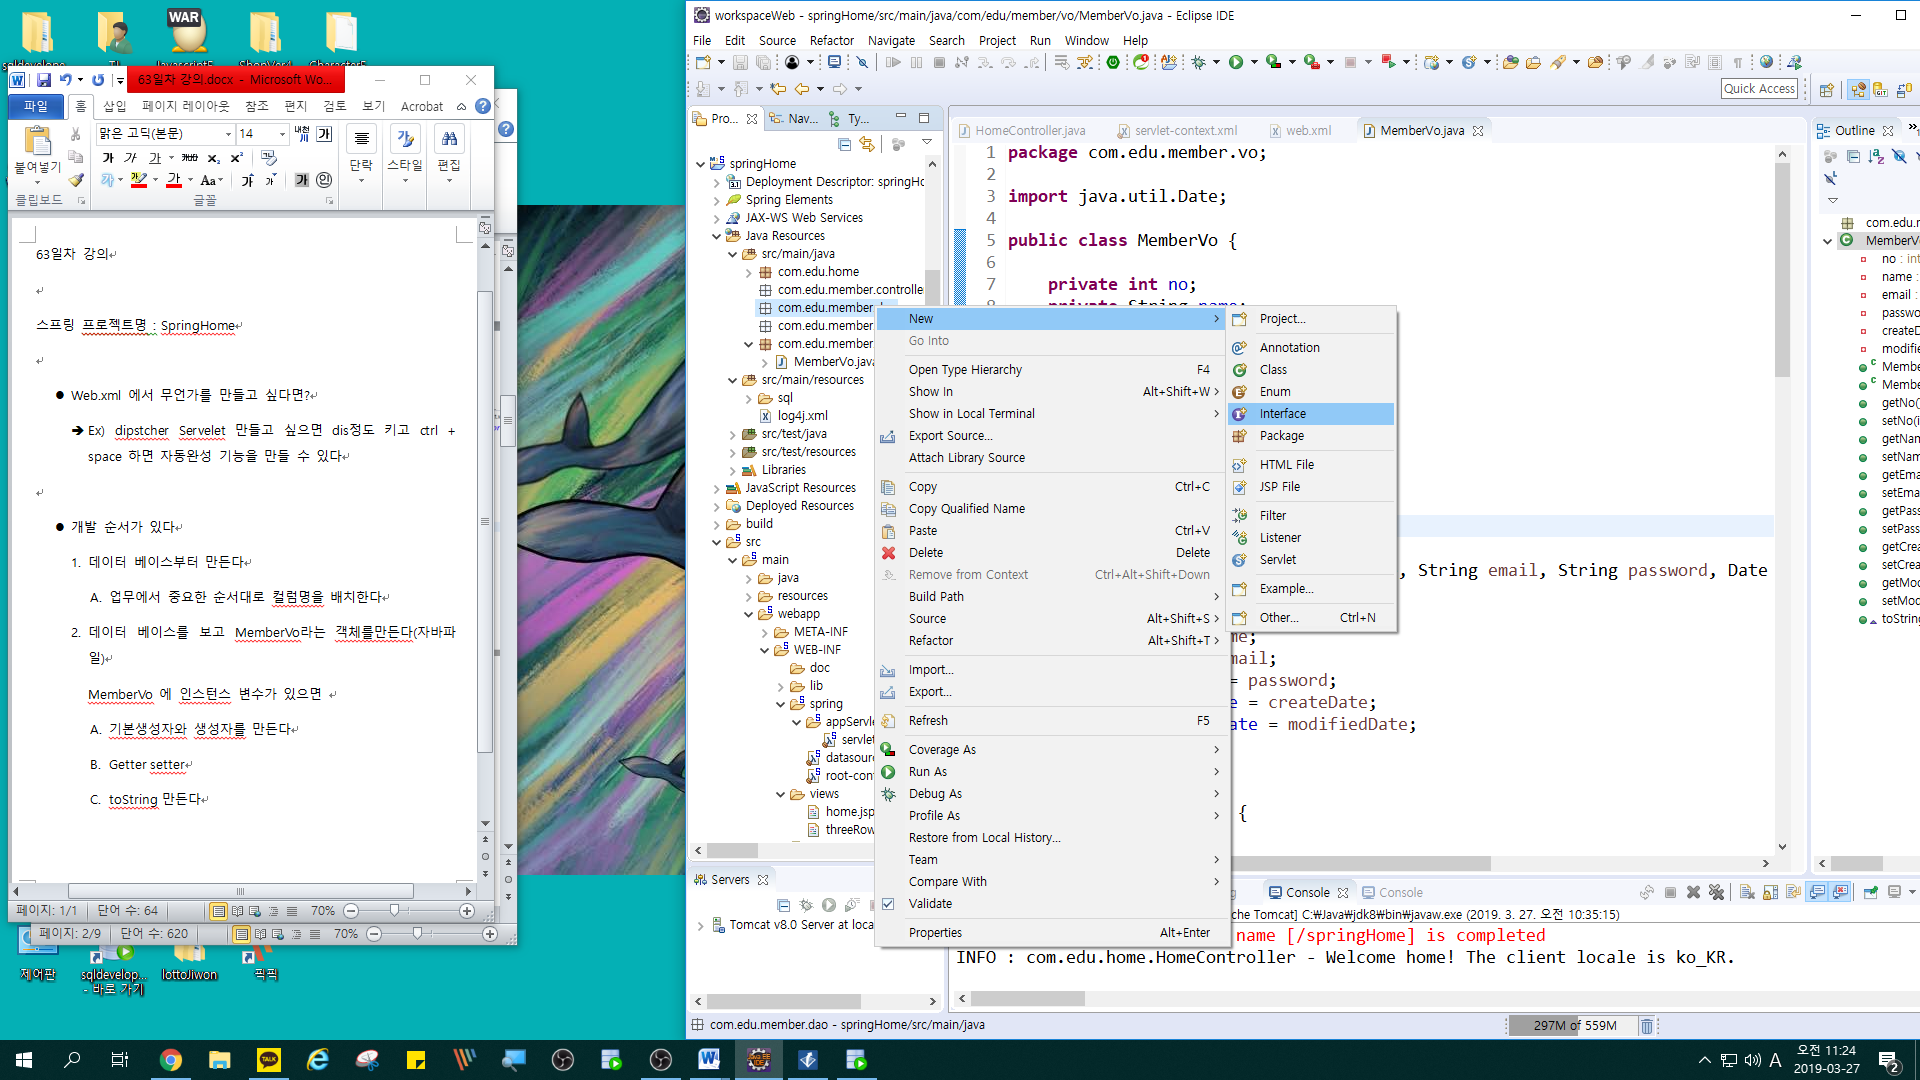 WAR
63일차 강의.docx - Microsoft Wo...
파일
홈
삽입
페이지 레이아웃
참조
편지
검토
보기
Acrobat
붙여넣기
맑은 고딕(본문)
14
단락
스타일
편집
클립보드
글꼴
63일차 강의
스프링 프로젝트명 : SpringHome
● Web.xml 에서 무언가를 만들고 싶다면?
➔ Ex) dipstcher Servelet 만들고 싶으면 dis정도 키고 ctrl +
space 하면 자동완성 기능을 만들 수 있다
● 개발 순서가 있다
1. 데이터 베이스부터 만든다
A. 업무에서 중요한 순서대로 컬럼명을 배치한다
2. 데이터 베이스를 보고 MemberVo라는 객체를만든다(자바파
일)
MemberVo 에 인스턴스 변수가 있으면
A. 기본생성자와 생성자를 만든다
B. Getter setter
C. toString 만든다
페이지: 1/1
단어 수: 64
70%
페이지: 2/9
단어 수: 620
70%
제어판
sqldevelop...
- 바로 가기
lottoJiwon
픽픽
workspaceWeb - springHome/src/main/java/com/edu/member/vo/MemberVo.java - Eclipse IDE
File Edit Source Refactor Navigate Search Project Run Window Help
Quick Access
Pro...
Nav...
Ty...
springHome
Deployment Descriptor: springHo
Spring Elements
JAX-WS Web Services
Java Resources
src/main/java
com.edu.home
com.edu.member.controller
com.edu.member.
com.edu.member
com.edu.member
MemberVo.java
src/main/resources
sql
log4j.xml
src/test/java
src/test/resources
Libraries
JavaScript Resources
Deployed Resources
build
src
main
java
resources
webapp
META-INF
WEB-INF
doc
lib
spring
appServle
servlet
datasourc
root-cont
views
home.jsp
threeRow
Servers
Tomcat v8.0 Server at loca
HomeController.java
servlet-context.xml
web.xml
MemberVo.java
1 package com.edu.member.vo;
2
3 import java.util.Date;
4
5 public class MemberVo {
6
7 private int no;
8 private String name;
, String email, String password, Date
me;
mail;
= password;
e = createDate;
ate = modifiedDate;
{
New
Go Into
Open Type Hierarchy F4
Show In Alt+Shift+W
Show in Local Terminal
Export Source...
Attach Library Source
Copy Ctrl+C
Copy Qualified Name
Paste Ctrl+V
Delete Delete
Remove from Context Ctrl+Alt+Shift+Down
Build Path
Source Alt+Shift+S
Refactor Alt+Shift+T
Import...
Export...
Refresh F5
Coverage As
Run As
Debug As
Profile As
Restore from Local History...
Team
Compare With
Validate
Properties Alt+Enter
Project...
Annotation
Class
Enum
Interface
Package
HTML File
JSP File
Filter
Listener
Servlet
Example...
Other... Ctrl+N
Outline
com.edu.r
MemberV
no : int
name :
email :
passwo
createD
modifie
Membe
Membe
getNo(
setNo(i
getNam
setNam
getEma
setEma
getPass
setPass
getCrea
setCrea
getMod
setMod
toString
Console
Console
che Tomcat] C:₩Java₩jdk8₩bin₩javaw.exe (2019. 3. 27. 오전 10:35:15)
name [/springHome] is completed
INFO : com.edu.home.HomeController - Welcome home! The client locale is ko_KR.
com.edu.member.dao - springHome/src/main/java
297M of 559M
TALK
A
오전 11:24
2019-03-27
2